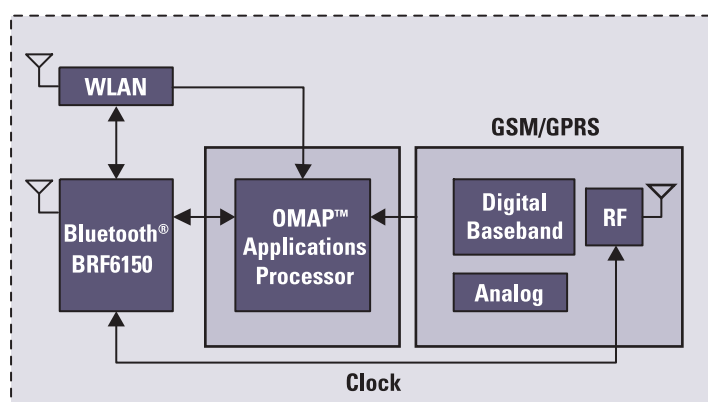 WLAN
GSM/GPRS
Bluetooth®
BRF6150
OMAP™
Applications
Processor
Digital
Baseband
RF
Analog
Clock